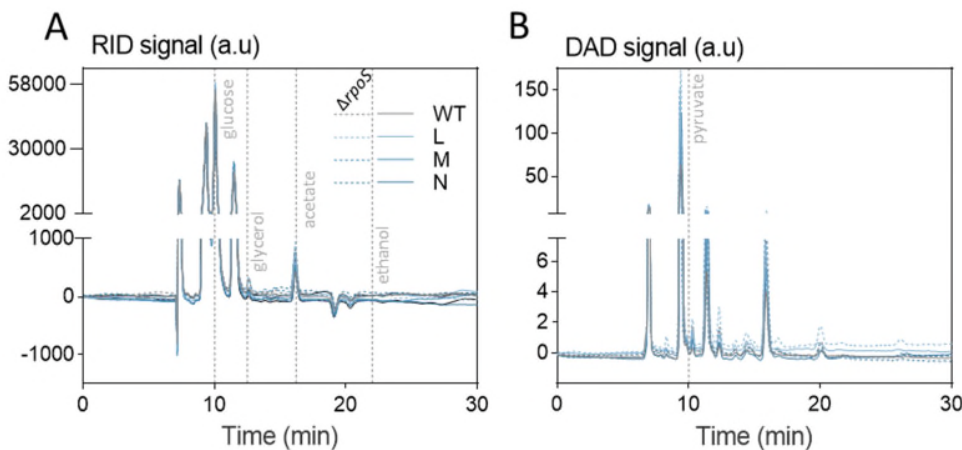 A
RID signal (a.u)
58000
30000
2000
1000
0
-1000
0
10
20
30
Time (min)
glucose
glycerol
acetate
ethanol
ΔrpoS
WT
L
M
N
B
DAD signal (a.u)
150
100
50
6
4
2
0
0
10
20
30
Time (min)
pyruvate